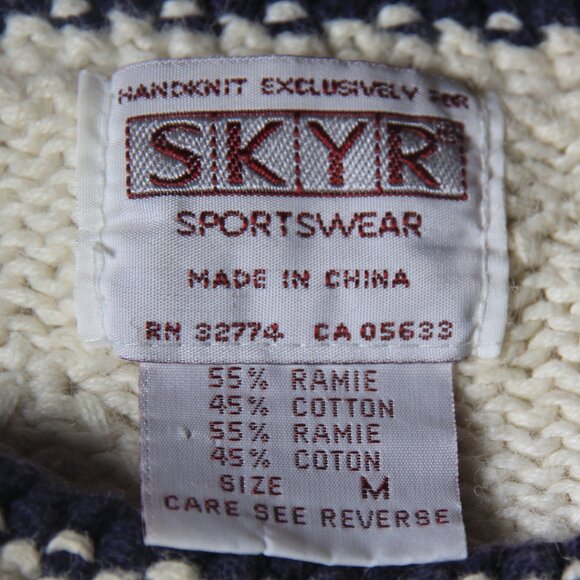 HANDKNIT EXCLUSIVELY FOR
SKYR®
SPORTSWEAR
MADE IN CHINA
RN 32774 CA 05633
55% RAMIE
45% COTTON
55% RAMIE
45% COTON
SIZE M
CARE SEE REVERSE